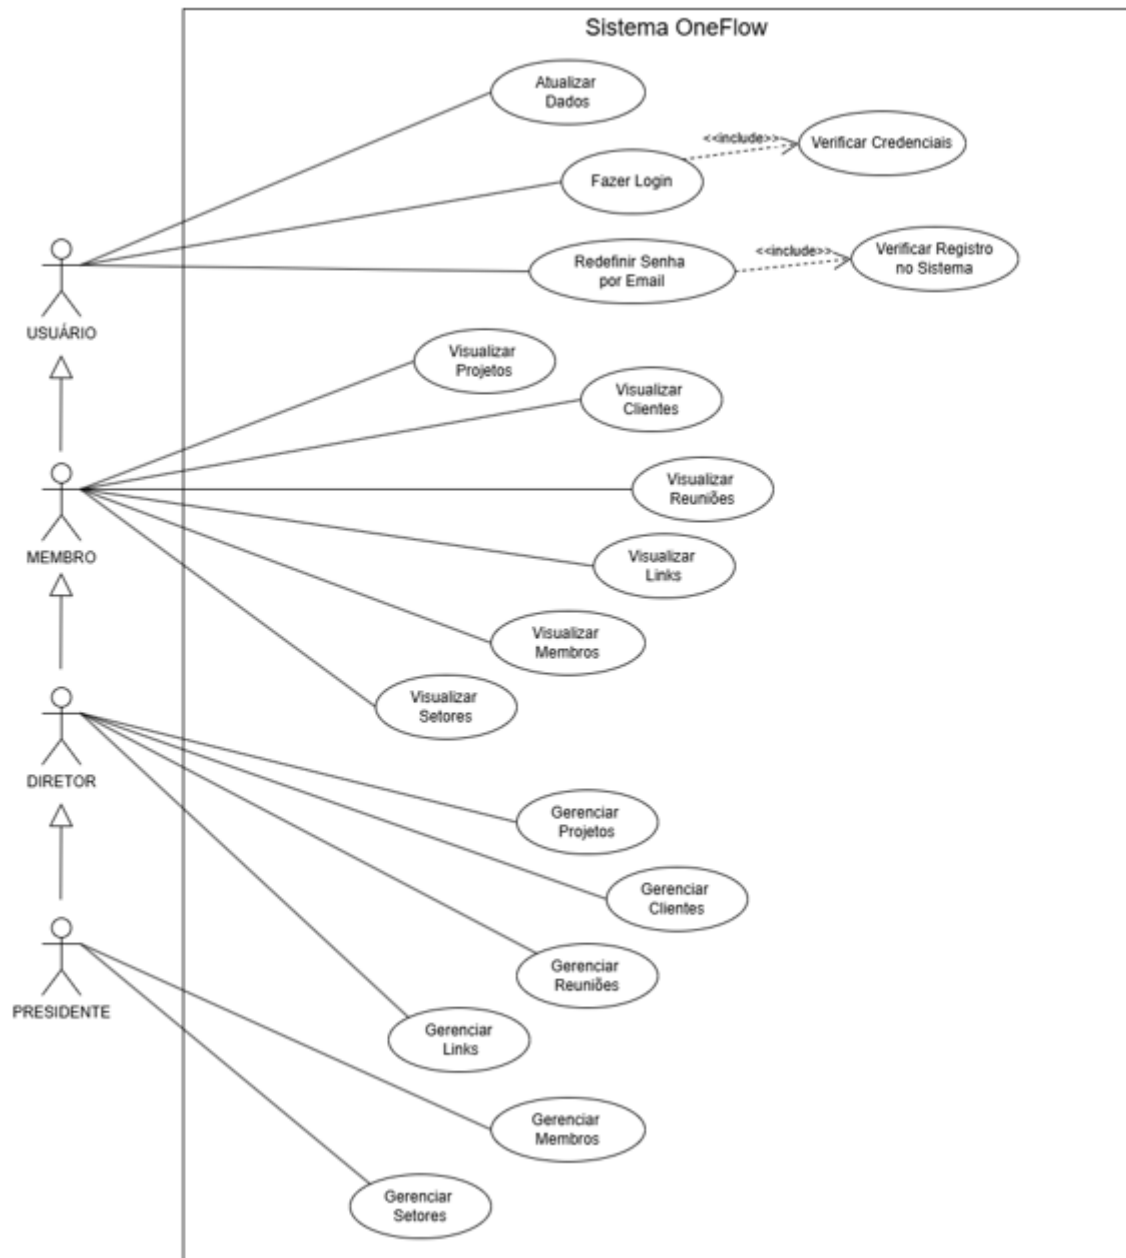 Sistema OneFlow
Atualizar
Dados
<<include>>
Verificar Credenciais
Fazer Login
<<include>>
Verificar Registro
no Sistema
Redefinir Senha
por Email
USUÁRIO
Visualizar
Projetos
Visualizar
Clientes
Visualizar
Reuniões
MEMBRO
Visualizar
Links
Visualizar
Membros
Visualizar
Setores
DIRETOR
Gerenciar
Projetos
Gerenciar
Clientes
Gerenciar
Reuniões
PRESIDENTE
Gerenciar
Links
Gerenciar
Membros
Gerenciar
Setores